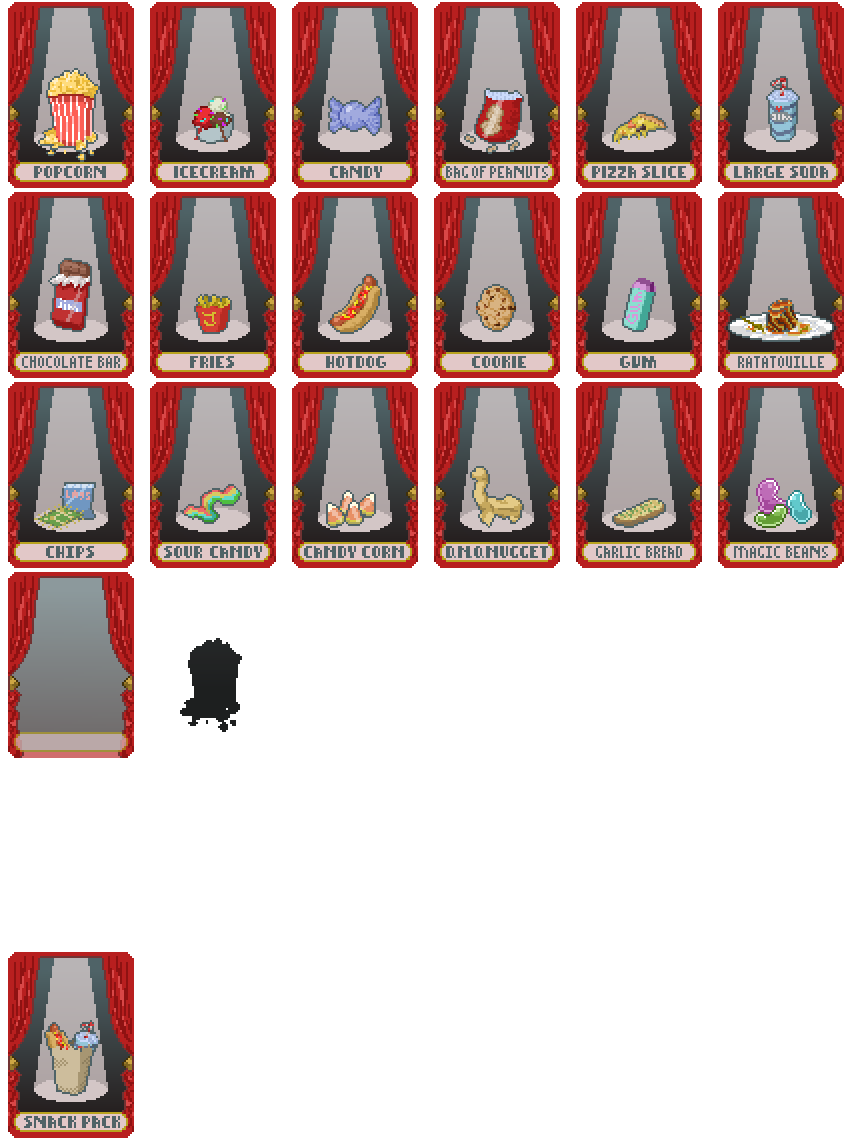 POPCORN
ICECREAM
CANDY
BAG OF PEANUTS
PIZZA SLICE
LARGE SODA
CHOCOLATE BAR
FRIES
HOTDOG
COOKIE
GUM
RATATOUILLE
CHIPS
SOUR CANDY
CANDY CORN
D.N.O.NUGGET
GARLIC BREAD
MAGIC BEANS
SNACK PACK